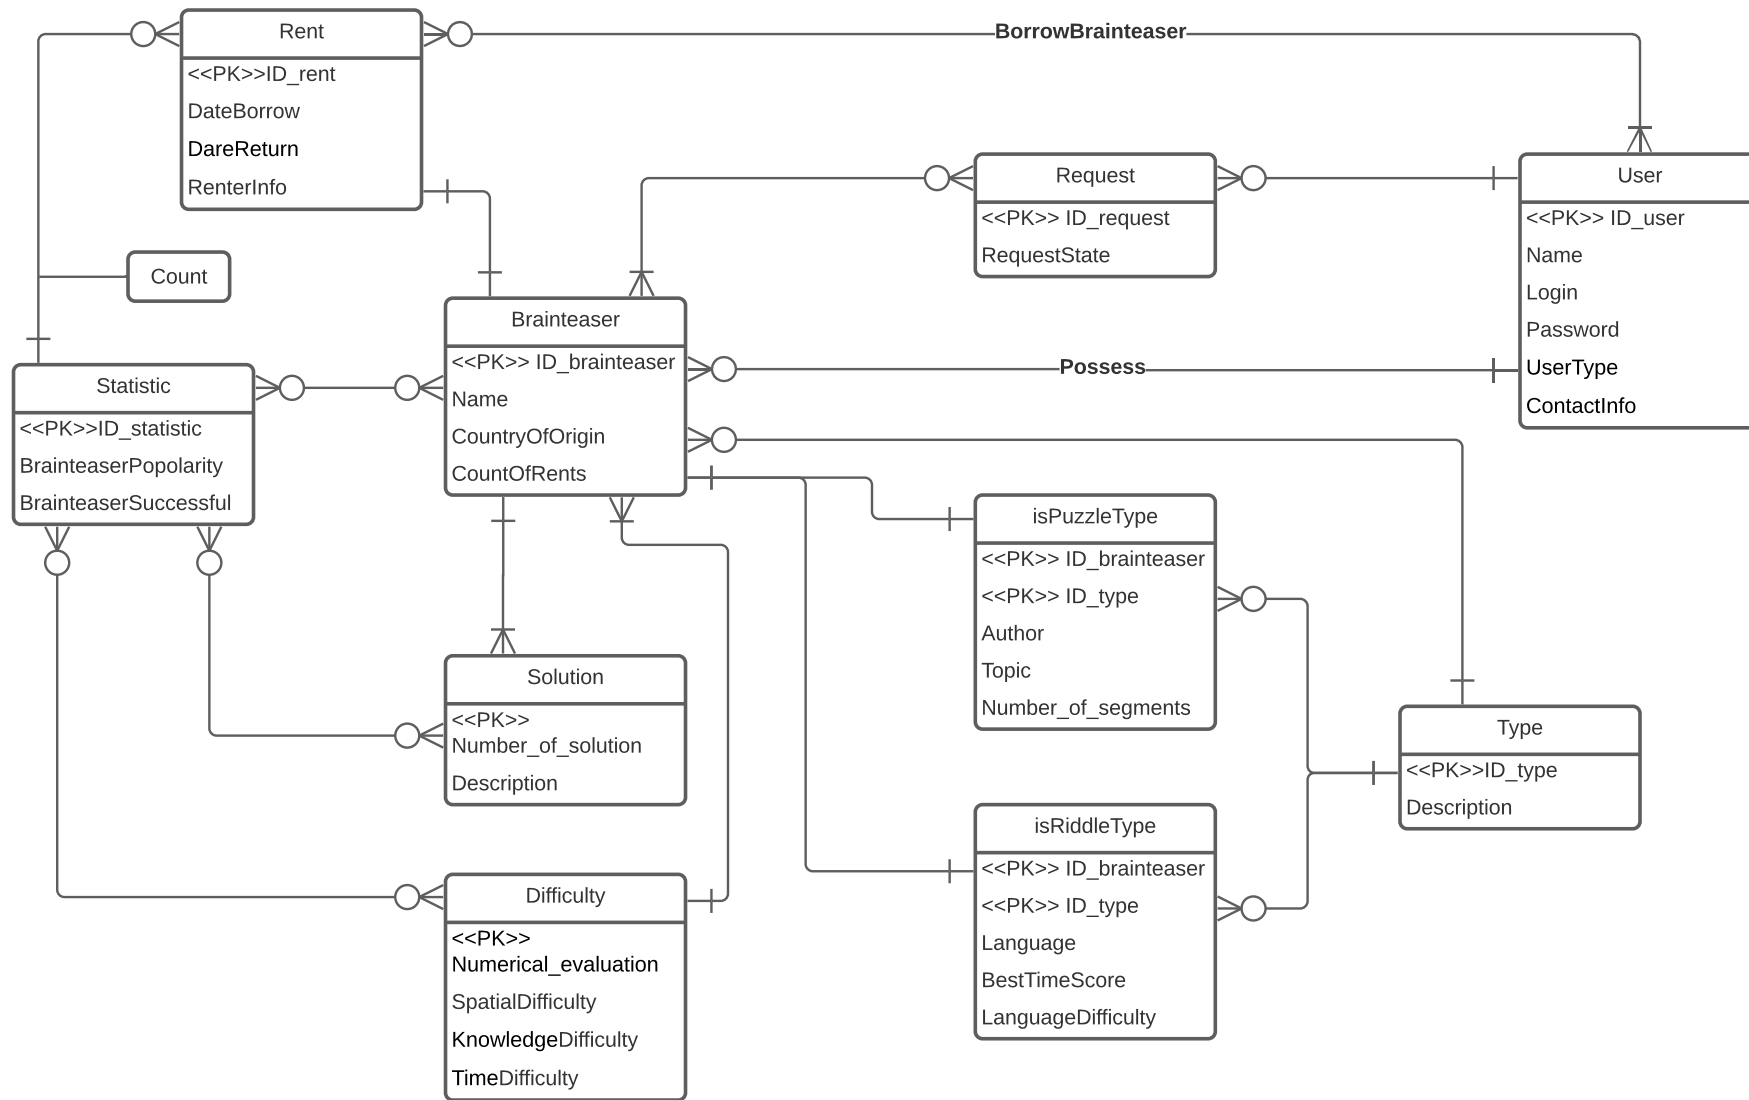 Rent
<<PK>>ID_rent
DateBorrow
DareReturn
RenterInfo
BorrowBrainteaser
Request
<<PK>> ID_request
RequestState
User
<<PK>> ID_user
Name
Login
Password
UserType
ContactInfo
Count
Brainteaser
<<PK>> ID_brainteaser
Name
CountryOfOrigin
CountOfRents
Possess
Statistic
<<PK>>ID_statistic
BrainteaserPopolarity
BrainteaserSuccessful
isPuzzleType
<<PK>> ID_brainteaser
<<PK>> ID_type
Author
Topic
Number_of_segments
Solution
<<PK>>
Number_of_solution
Description
Type
<<PK>>ID_type
Description
isRiddleType
<<PK>> ID_brainteaser
<<PK>> ID_type
Language
BestTimeScore
LanguageDifficulty
Difficulty
<<PK>>
Numerical_evaluation
SpatialDifficulty
KnowledgeDifficulty
TimeDifficulty